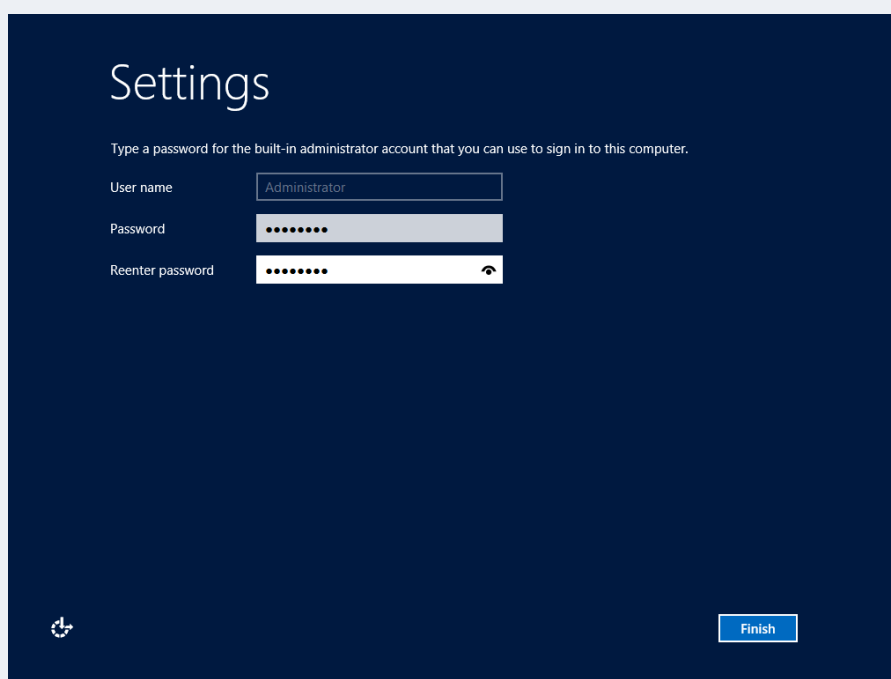 Settings
Type a password for the built-in administrator account that you can use to sign in to this computer.
User name Administrator
Password ••••••••
Reenter password ••••••••
Finish